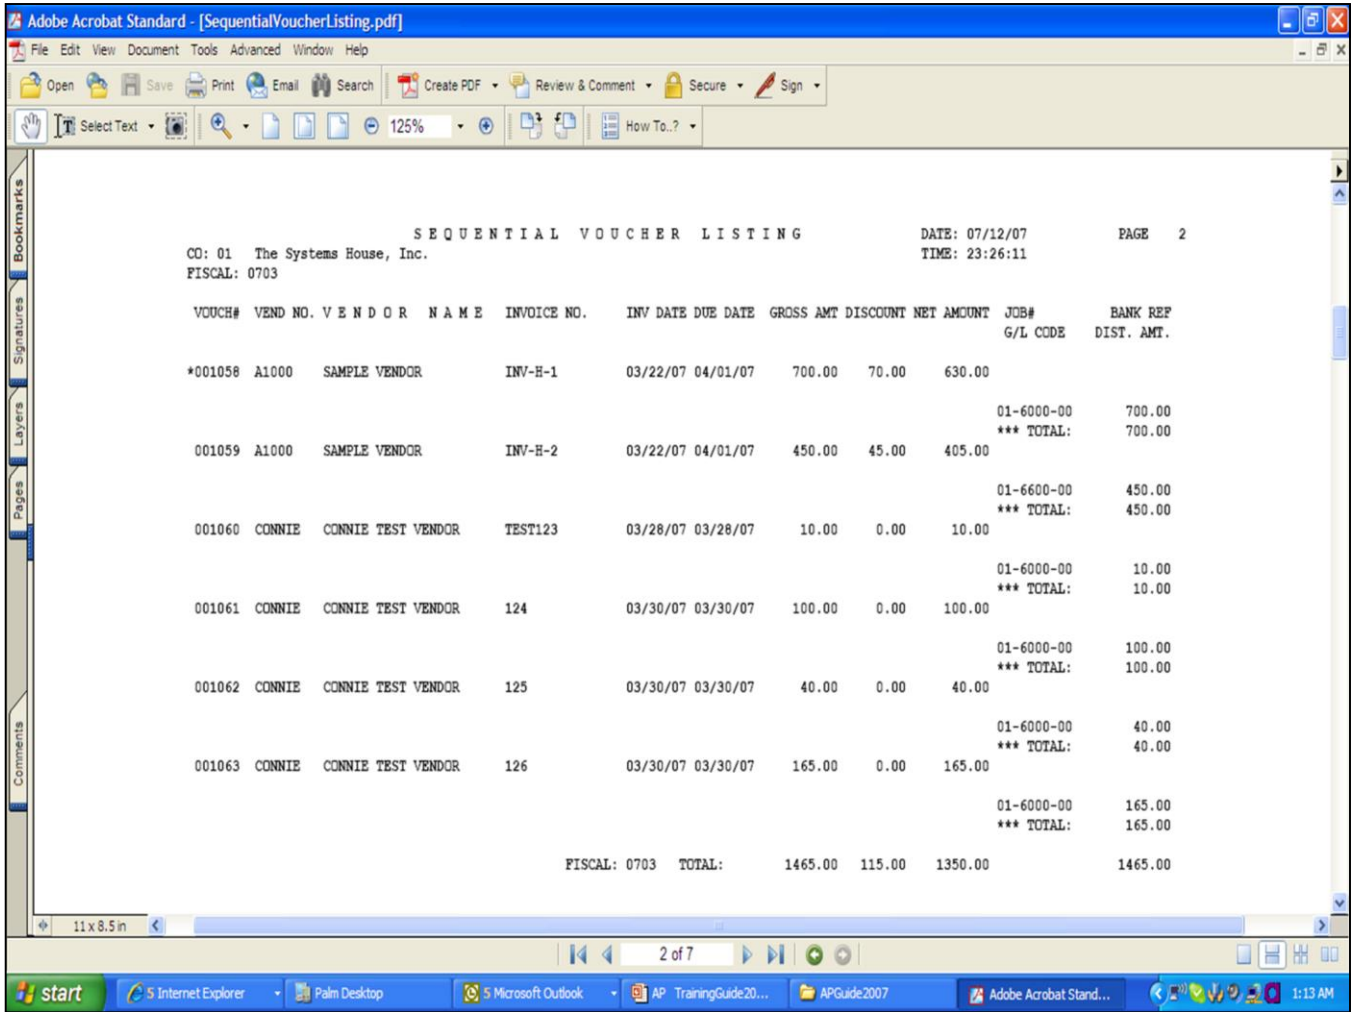 Adobe Acrobat Standard - [SequentialVoucherListing.pdf]
File Edit View Document Tools Advanced Window Help
Open Save Print Email Search Create PDF Review & Comment Secure Sign
Select Text 125% How To..?
Bookmarks
Signatures
Layers
Pages
Comments
SEQUENTIAL VOUCHER LISTING DATE: 07/12/07 PAGE 2
CO: 01 The Systems House, Inc. TIME: 23:26:11
FISCAL: 0703
VOUCH# VEND NO. VENDOR NAME INVOICE NO. INV DATE DUE DATE GROSS AMT DISCOUNT NET AMOUNT JOB# BANK REF
G/L CODE DIST. AMT.
*001058 A1000 SAMPLE VENDOR INV-H-1 03/22/07 04/01/07 700.00 70.00 630.00
01-6000-00 700.00
*** TOTAL: 700.00
001059 A1000 SAMPLE VENDOR INV-H-2 03/22/07 04/01/07 450.00 45.00 405.00
01-6600-00 450.00
*** TOTAL: 450.00
001060 CONNIE CONNIE TEST VENDOR TEST123 03/28/07 03/28/07 10.00 0.00 10.00
01-6000-00 10.00
*** TOTAL: 10.00
001061 CONNIE CONNIE TEST VENDOR 124 03/30/07 03/30/07 100.00 0.00 100.00
01-6000-00 100.00
*** TOTAL: 100.00
001062 CONNIE CONNIE TEST VENDOR 125 03/30/07 03/30/07 40.00 0.00 40.00
01-6000-00 40.00
*** TOTAL: 40.00
001063 CONNIE CONNIE TEST VENDOR 126 03/30/07 03/30/07 165.00 0.00 165.00
01-6000-00 165.00
*** TOTAL: 165.00
FISCAL: 0703 TOTAL: 1465.00 115.00 1350.00 1465.00
11 x 8.5 in
2 of 7
start 5 Internet Explorer Palm Desktop 5 Microsoft Outlook AP TrainingGuide20... APGuide2007 Adobe Acrobat Stand... 1:13 AM